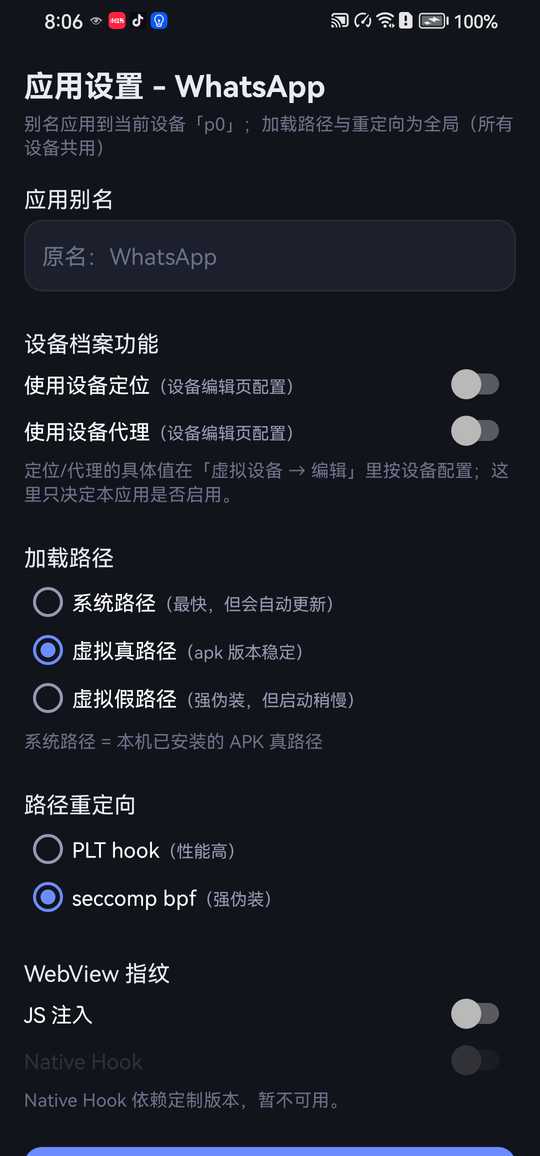 8:06
小红书
100%
应用设置 - WhatsApp
别名应用到当前设备「p0」；加载路径与重定向为全局（所有
设备共用）
应用别名
原名：WhatsApp
设备档案功能
使用设备定位（设备编辑页配置）
使用设备代理（设备编辑页配置）
定位/代理的具体值在「虚拟设备 → 编辑」里按设备配置；这
里只决定本应用是否启用。
加载路径
系统路径（最快，但会自动更新）
虚拟真路径（apk 版本稳定）
虚拟假路径（强伪装，但启动稍慢）
系统路径 = 本机已安装的 APK 真路径
路径重定向
PLT hook（性能高）
seccomp bpf（强伪装）
WebView 指纹
JS 注入
Native Hook
Native Hook 依赖定制版本，暂不可用。